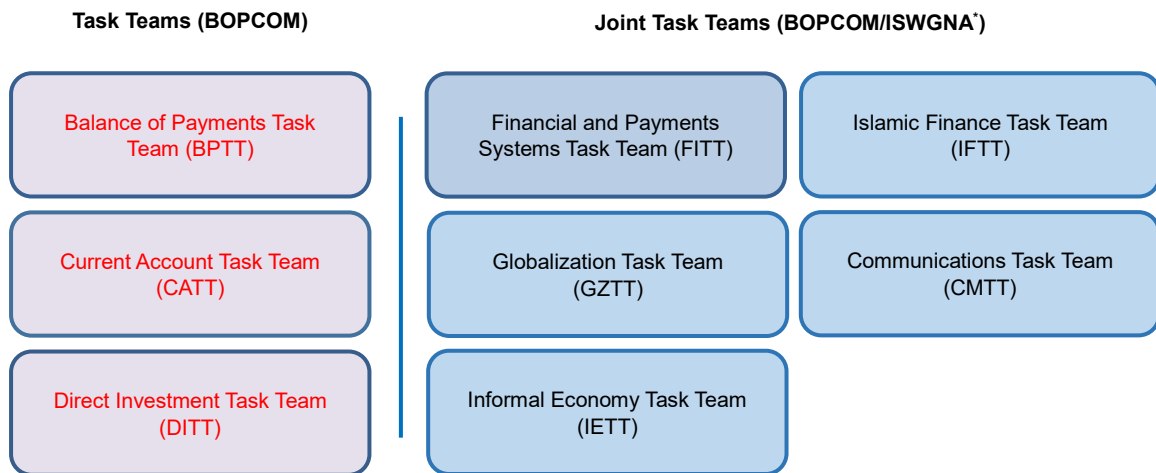 Task Teams (BOPCOM)
Joint Task Teams (BOPCOM/ISWGNA*)
Balance of Payments Task
Team (BPTT)
Current Account Task Team
(CATT)
Direct Investment Task Team
(DITT)
Financial and Payments
Systems Task Team (FITT)
Islamic Finance Task Team
(IFTT)
Globalization Task Team
(GZTT)
Communications Task Team
(CMTT)
Informal Economy Task Team
(IETT)